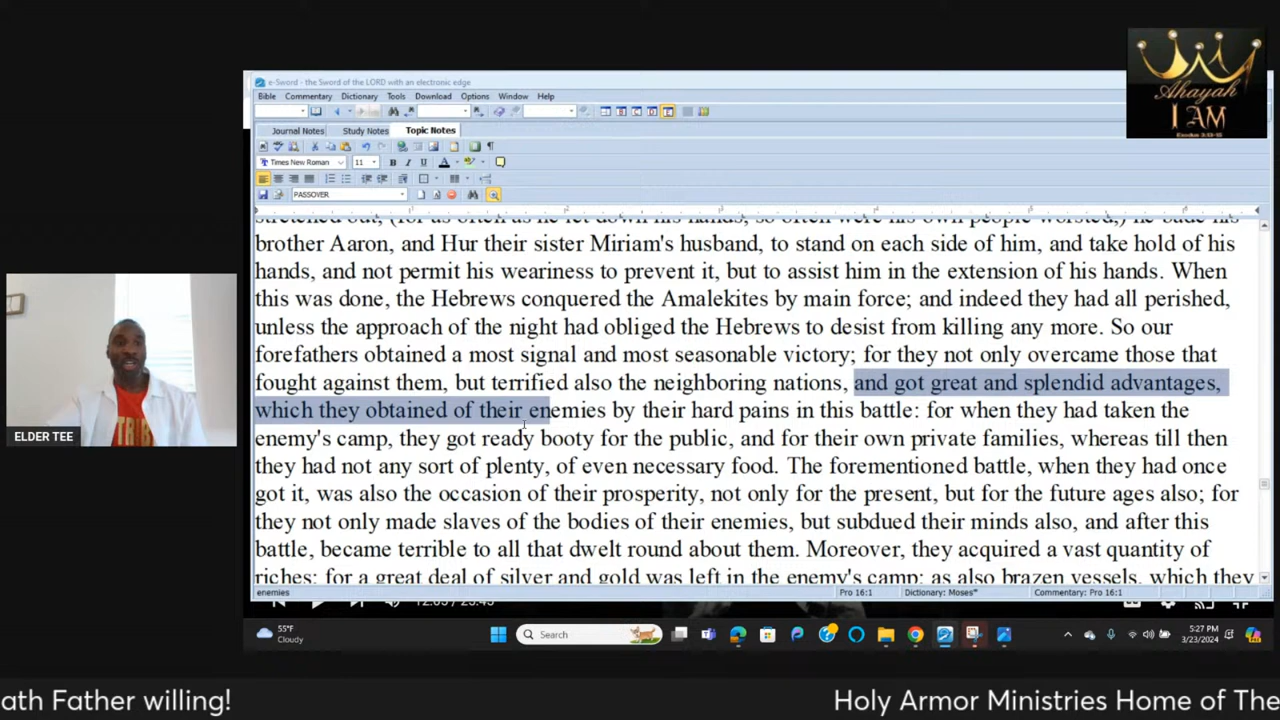 Ahayah
I AM
Exodus 3:13-15
e-Sword - the Sword of the LORD with an electronic edge
Bible Commentary Dictionary Tools Download Options Window Help
Journal Notes Study Notes Topic Notes
Times New Roman 11 B I U A
PASSOVER
brother Aaron, and Hur their sister Miriam's husband, to stand on each side of him, and take hold of his
hands, and not permit his weariness to prevent it, but to assist him in the extension of his hands. When
this was done, the Hebrews conquered the Amalekites by main force; and indeed they had all perished,
unless the approach of the night had obliged the Hebrews to desist from killing any more. So our
forefathers obtained a most signal and most seasonable victory; for they not only overcame those that
fought against them, but terrified also the neighboring nations, and got great and splendid advantages,
which they obtained of their enemies by their hard pains in this battle: for when they had taken the
enemy's camp, they got ready booty for the public, and for their own private families, whereas till then
they had not any sort of plenty, of even necessary food. The forementioned battle, when they had once
got it, was also the occasion of their prosperity, not only for the present, but for the future ages also; for
they not only made slaves of the bodies of their enemies, but subdued their minds also, and after this
battle, became terrible to all that dwelt round about them. Moreover, they acquired a vast quantity of
riches; for a great deal of silver and gold was left in the enemy's camp; as also brazen vessels, which they
enemies Pro 16:1 Dictionary: Moses* Commentary: Pro 16:1
ELDER TEE
55°F
Cloudy
Search
5:27 PM
3/23/2024
ath Father willing! Holy Armor Ministries Home of The